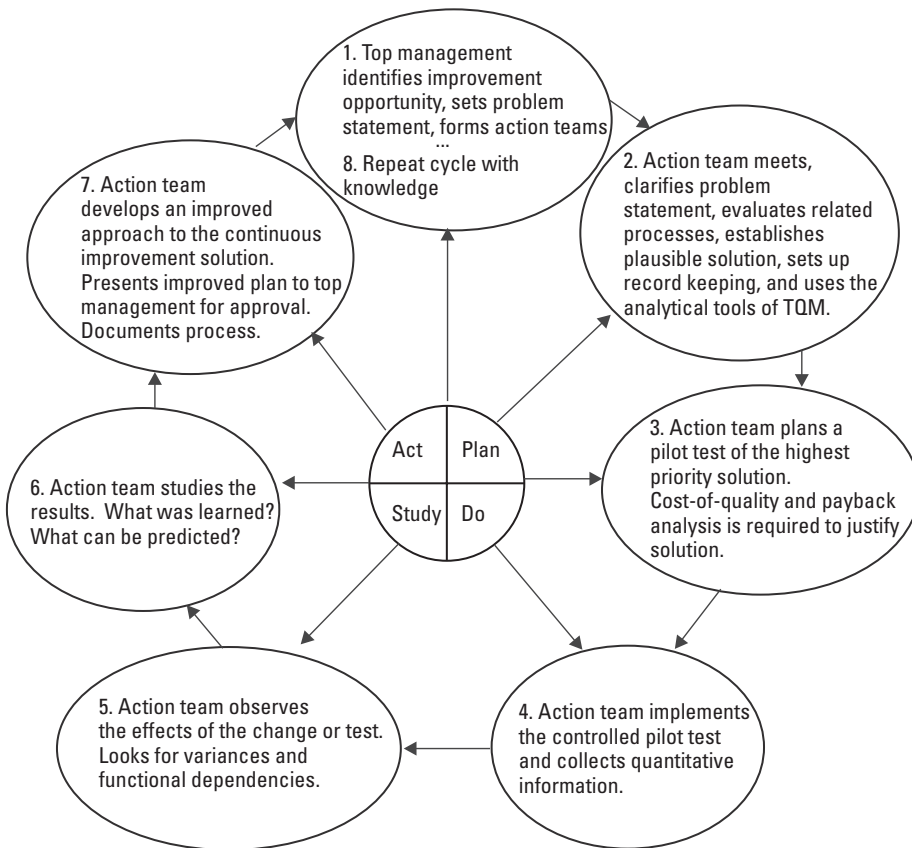 1. Top management
identifies improvement
opportunity, sets problem
statement, forms action teams
...
8. Repeat cycle with
knowledge
2. Action team meets,
clarifies problem
statement, evaluates related
processes, establishes
plausible solution, sets up
record keeping, and uses the
analytical tools of TQM.
3. Action team plans a
pilot test of the highest
priority solution.
Cost-of-quality and payback
analysis is required to justify
solution.
4. Action team implements
the controlled pilot test
and collects quantitative
information.
5. Action team observes
the effects of the change or test.
Looks for variances and
functional dependencies.
6. Action team studies the
results. What was learned?
What can be predicted?
7. Action team
develops an improved
approach to the continuous
improvement solution.
Presents improved plan to top
management for approval.
Documents process.
Act
Plan
Study
Do